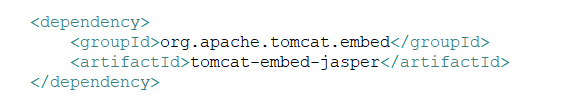 <dependency>
    <groupId>org.apache.tomcat.embed</groupId>
    <artifactId>tomcat-embed-jasper</artifactId>
</dependency>